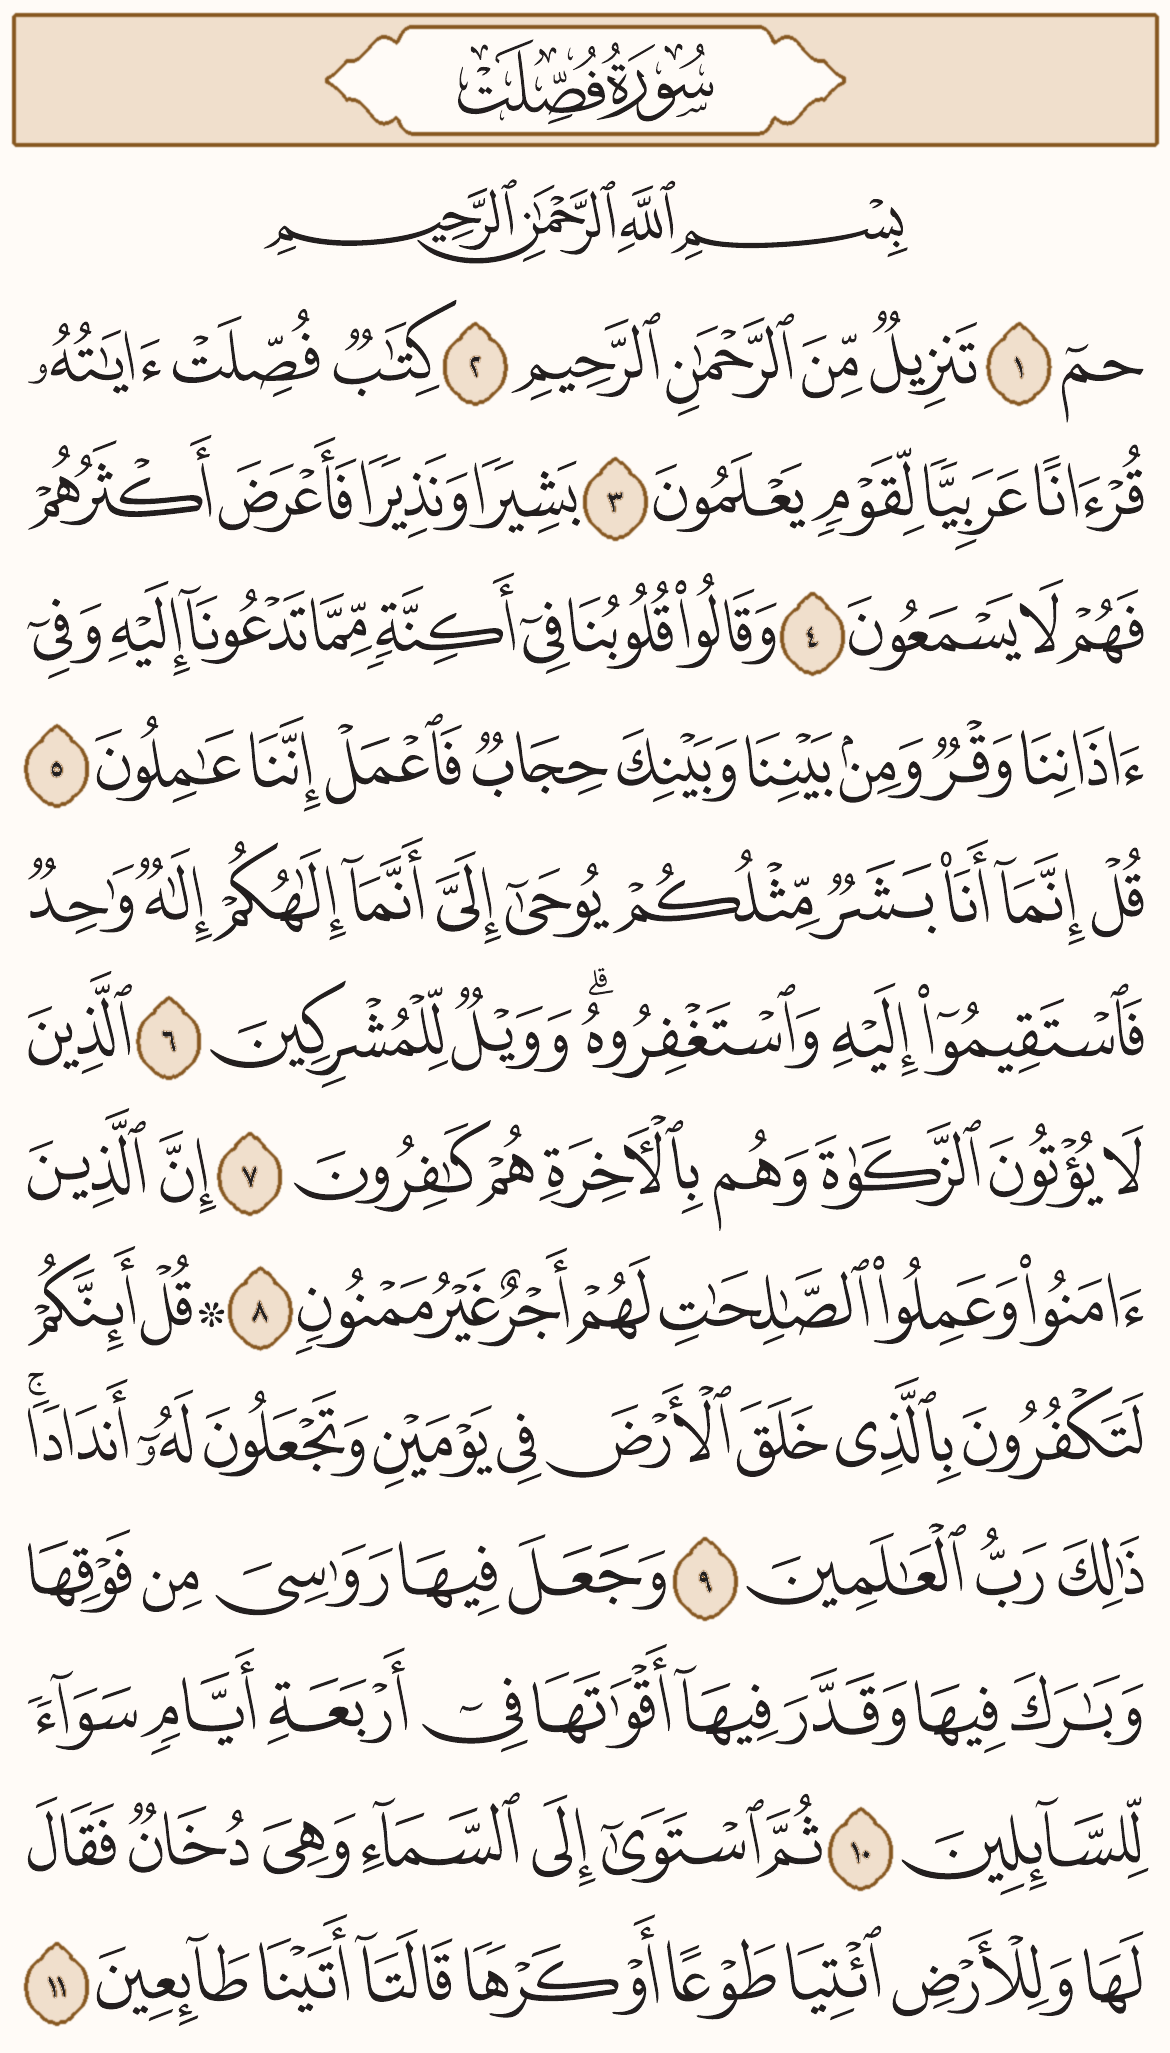 سُورَةُ فُصِّلَتْ
بِسْمِ ٱللَّهِ ٱلرَّحْمَٰنِ ٱلرَّحِيمِ
حمٓ ١ تَنزِيلٌ مِّنَ ٱلرَّحْمَٰنِ ٱلرَّحِيمِ ٢ كِتَٰبٌ فُصِّلَتْ ءَايَٰتُهُۥ
قُرْءَانًا عَرَبِيًّا لِّقَوْمٍ يَعْلَمُونَ ٣ بَشِيرًا وَنَذِيرًا فَأَعْرَضَ أَكْثَرُهُمْ
فَهُمْ لَا يَسْمَعُونَ ٤ وَقَالُوا۟ قُلُوبُنَا فِىٓ أَكِنَّةٍ مِّمَّا تَدْعُونَآ إِلَيْهِ وَفِىٓ
ءَاذَانِنَا وَقْرٌ وَمِنۢ بَيْنِنَا وَبَيْنِكَ حِجَابٌ فَٱعْمَلْ إِنَّنَا عَٰمِلُونَ ٥
قُلْ إِنَّمَآ أَنَا۠ بَشَرٌ مِّثْلُكُمْ يُوحَىٰٓ إِلَىَّ أَنَّمَآ إِلَٰهُكُمْ إِلَٰهٌ وَٰحِدٌ
فَٱسْتَقِيمُوٓا۟ إِلَيْهِ وَٱسْتَغْفِرُوهُ ۗ وَوَيْلٌ لِّلْمُشْرِكِينَ ٦ ٱلَّذِينَ
لَا يُؤْتُونَ ٱلزَّكَوٰةَ وَهُم بِٱلْـَٔاخِرَةِ هُمْ كَٰفِرُونَ ٧ إِنَّ ٱلَّذِينَ
ءَامَنُوا۟ وَعَمِلُوا۟ ٱلصَّٰلِحَٰتِ لَهُمْ أَجْرٌ غَيْرُ مَمْنُونٍ ٨ ۞ قُلْ أَئِنَّكُمْ
لَتَكْفُرُونَ بِٱلَّذِى خَلَقَ ٱلْأَرْضَ فِى يَوْمَيْنِ وَتَجْعَلُونَ لَهُۥٓ أَندَادًا ۚ
ذَٰلِكَ رَبُّ ٱلْعَٰلَمِينَ ٩ وَجَعَلَ فِيهَا رَوَٰسِىَ مِن فَوْقِهَا
وَبَٰرَكَ فِيهَا وَقَدَّرَ فِيهَآ أَقْوَٰتَهَا فِىٓ أَرْبَعَةِ أَيَّامٍ سَوَآءً
لِّلسَّآئِلِينَ ١٠ ثُمَّ ٱسْتَوَىٰٓ إِلَى ٱلسَّمَآءِ وَهِىَ دُخَانٌ فَقَالَ
لَهَا وَلِلْأَرْضِ ٱئْتِيَا طَوْعًا أَوْ كَرْهًا قَالَتَآ أَتَيْنَا طَآئِعِينَ ١١